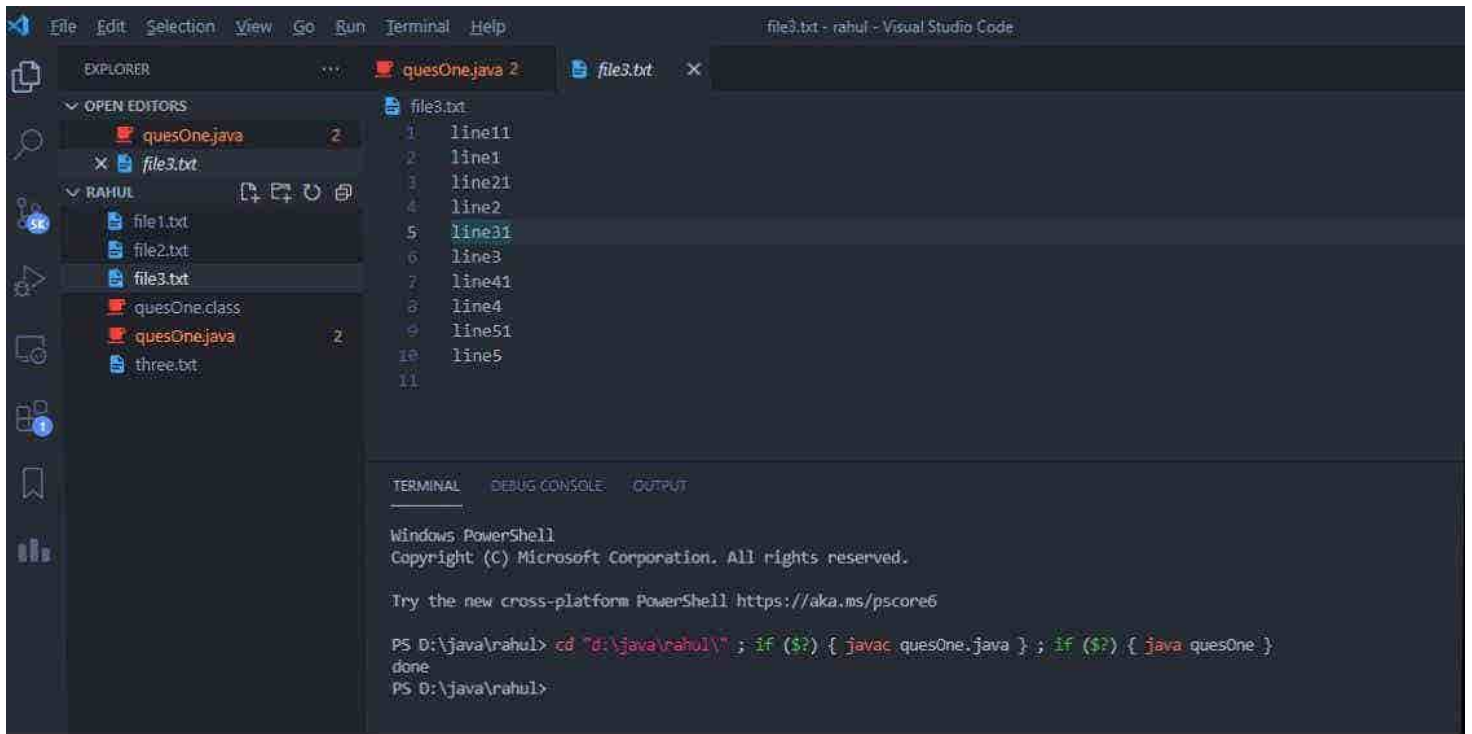 File Edit Selection View Go Run Terminal Help
file3.txt - rahul - Visual Studio Code
EXPLORER ...
quesOne.java 2
file3.txt
OPEN EDITORS
quesOne.java 2
file3.txt
RAHUL
file1.txt
file2.txt
file3.txt
quesOne.class
quesOne.java 2
three.txt
5K
1
file3.txt
1 line11
2 line1
3 line21
4 line2
5 line31
6 line3
7 line41
8 line4
9 line51
10 line5
11
TERMINAL DEBUG CONSOLE OUTPUT
Windows PowerShell
Copyright (C) Microsoft Corporation. All rights reserved.
Try the new cross-platform PowerShell https://aka.ms/pscore6
PS D:\java\rahul> cd "d:\java\rahul\" ; if ($?) { javac quesOne.java } ; if ($?) { java quesOne }
done
PS D:\java\rahul>